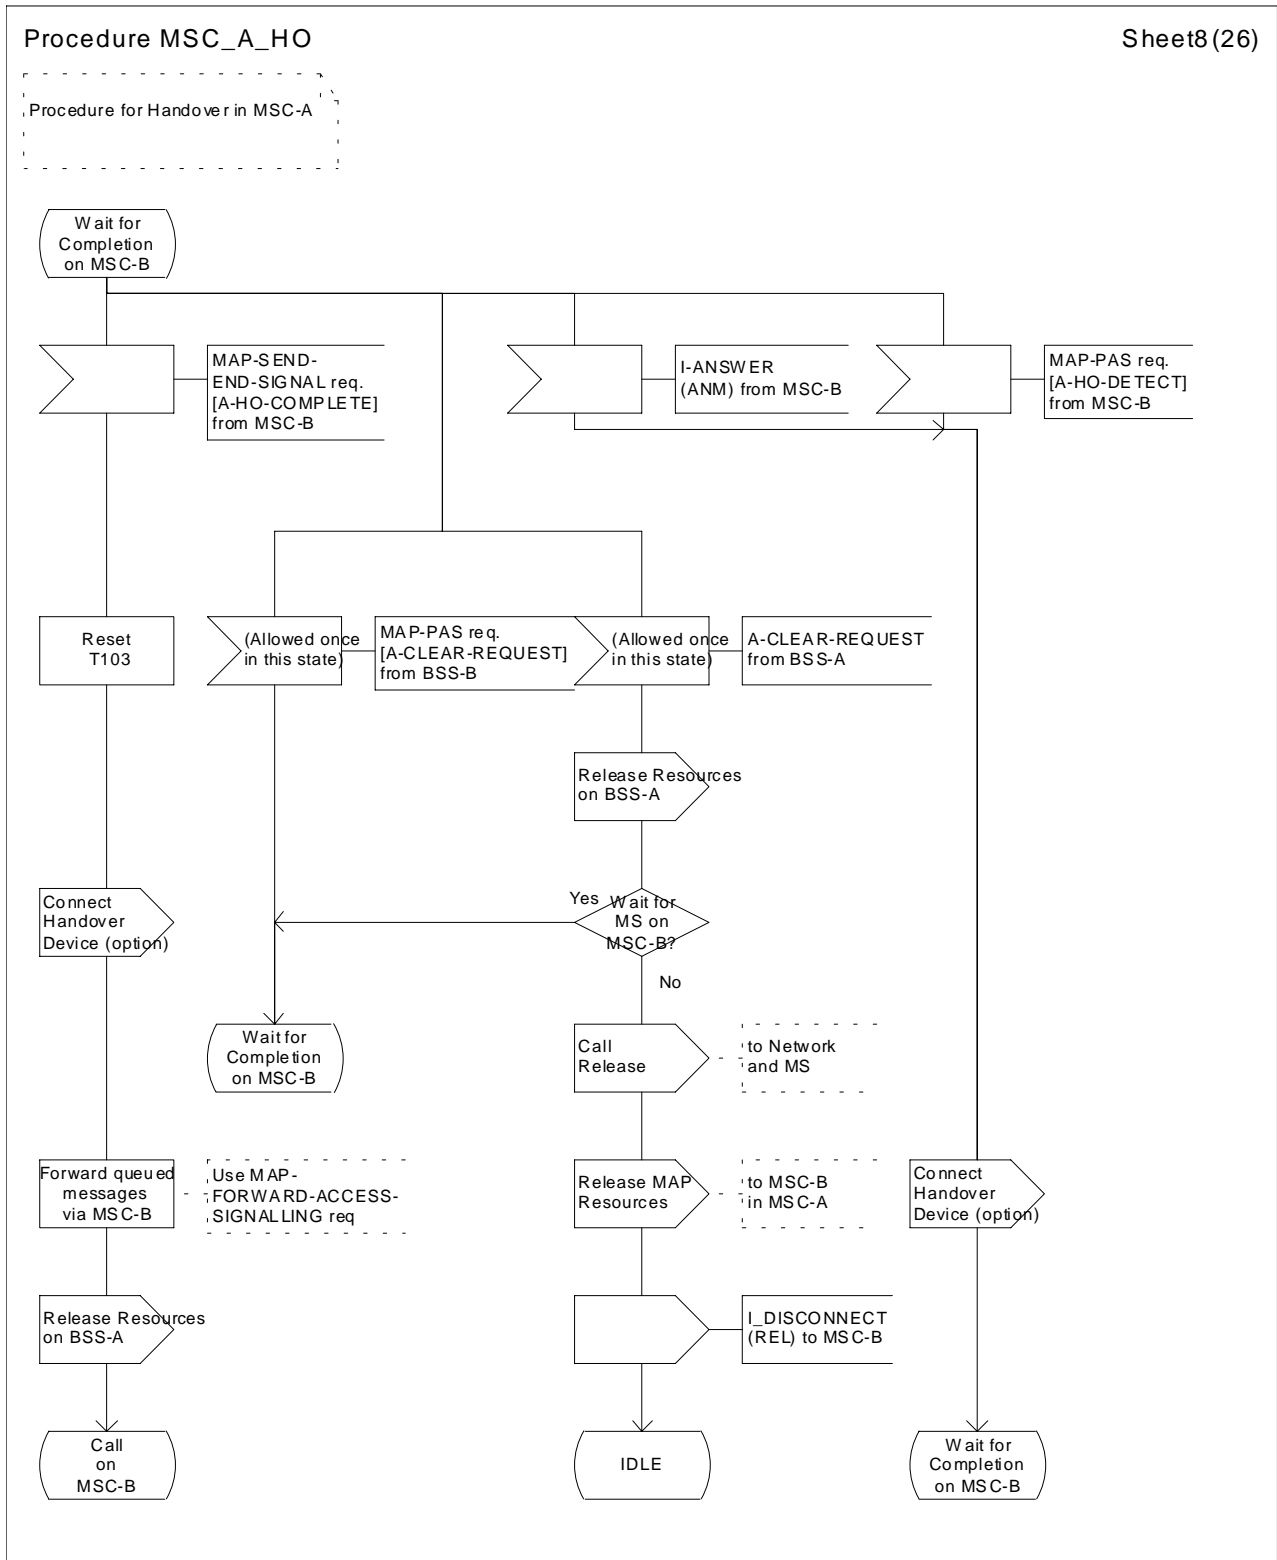 Procedure MSC_A_HO
Sheet8(26)
Procedure for Handover in MSC-A
Wait for
Completion
on MSC-B
MAP-SEND-
END-SIGNAL req.
[A-HO-COMPLETE]
from MSC-B
I-ANSWER
(ANM) from MSC-B
MAP-PAS req.
[A-HO-DETECT]
from MSC-B
Reset
T103
(Allowed once
in this state)
MAP-PAS req.
[A-CLEAR-REQUEST]
from BSS-B
(Allowed once
in this state)
A-CLEAR-REQUEST
from BSS-A
Release Resources
on BSS-A
Connect
Handover
Device (option)
Yes
Wait for
MS on
MSC-B?
No
Wait for
Completion
on MSC-B
Call
Release
to Network
and MS
Forward queued
messages
via MSC-B
Use MAP-
FORWARD-ACCESS-
SIGNALLING req
Release MAP
Resources
to MSC-B
in MSC-A
Connect
Handover
Device (option)
Release Resources
on BSS-A
I_DISCONNECT
(REL) to MSC-B
Call
on
MSC-B
IDLE
Wait for
Completion
on MSC-B